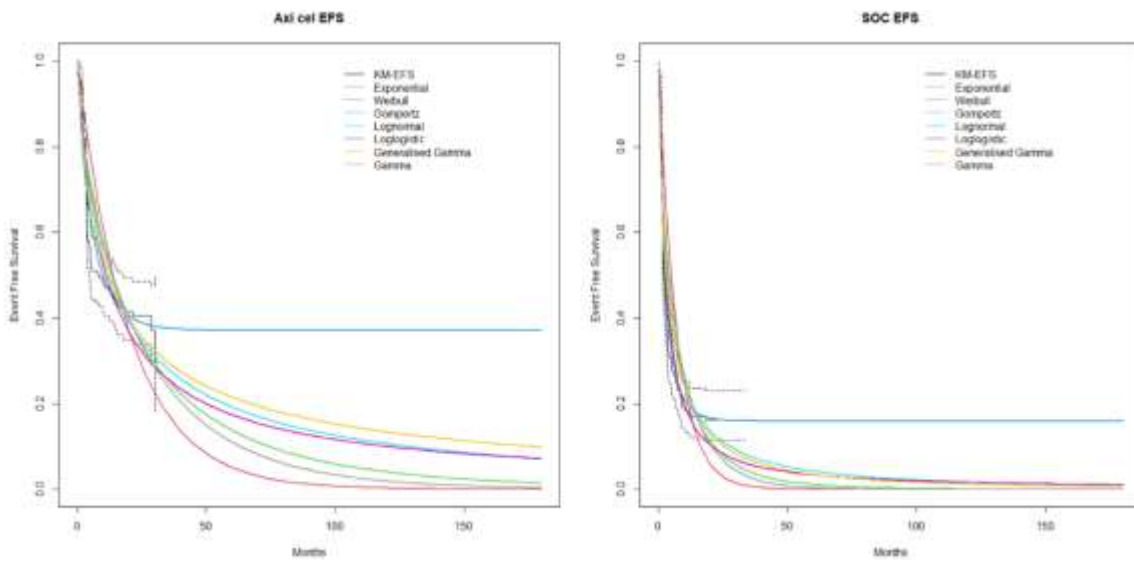 Axi cel EFS
KM-EFS
Exponential
Weibull
Gompertz
Lognormal
Loglogistic
Generalised Gamma
Gamma
Event Free Survival
1.0
0.8
0.6
0.4
0.2
0.0
0
50
100
150
Months
SOC EFS
KM-EFS
Exponential
Weibull
Gompertz
Lognormal
Loglogistic
Generalised Gamma
Gamma
Event Free Survival
1.0
0.8
0.6
0.4
0.2
0.0
0
50
100
150
Months